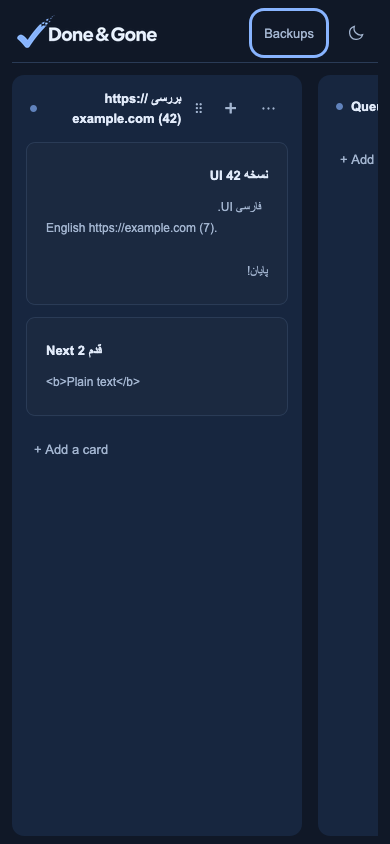 Done & Gone
Backups
بررسی https://
example.com (42)
نسخه UI 42
فارسی UI.
English https://example.com (7).
پایان!
Next 2 قدم
<b>Plain text</b>
+ Add a card
+ Add